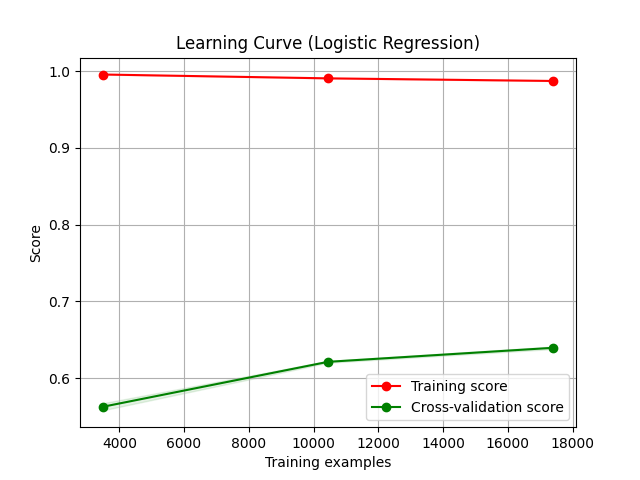 Learning Curve (Logistic Regression)
1.0
0.9
0.8
0.7
0.6
Score
4000 6000 8000 10000 12000 14000 16000 18000
Training examples
Training score
Cross-validation score